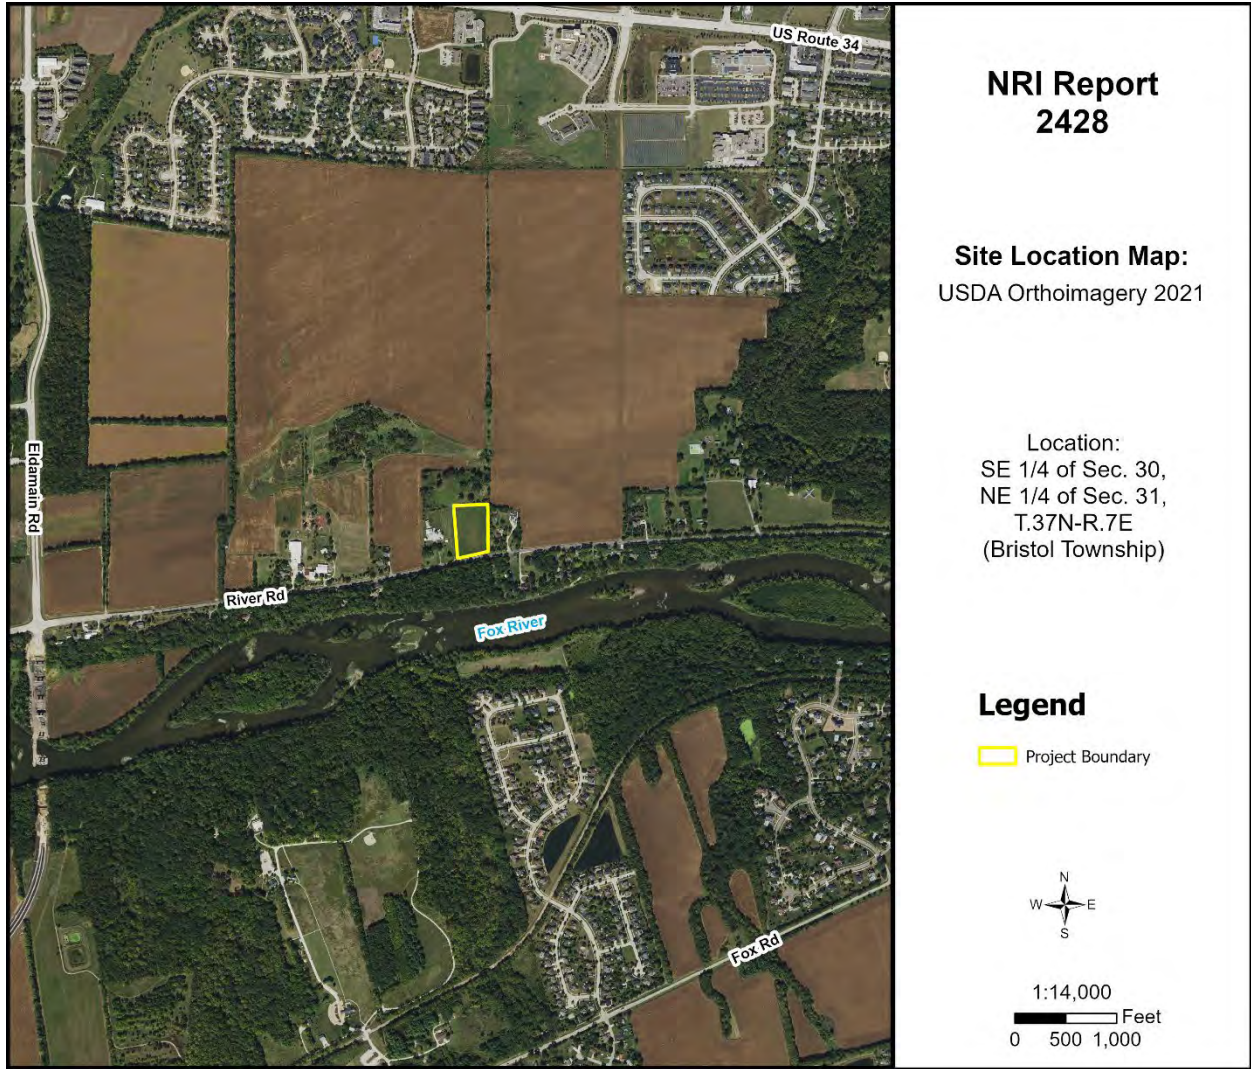 US Route 34
Eldamain Rd
River Rd
Fox River
Fox Rd
NRI Report
2428
Site Location Map:
USDA Orthoimagery 2021
Location:
SE 1/4 of Sec. 30,
NE 1/4 of Sec. 31,
T.37N-R.7E
(Bristol Township)
Legend
Project Boundary
N
W E
S
1:14,000
Feet
0 500 1,000